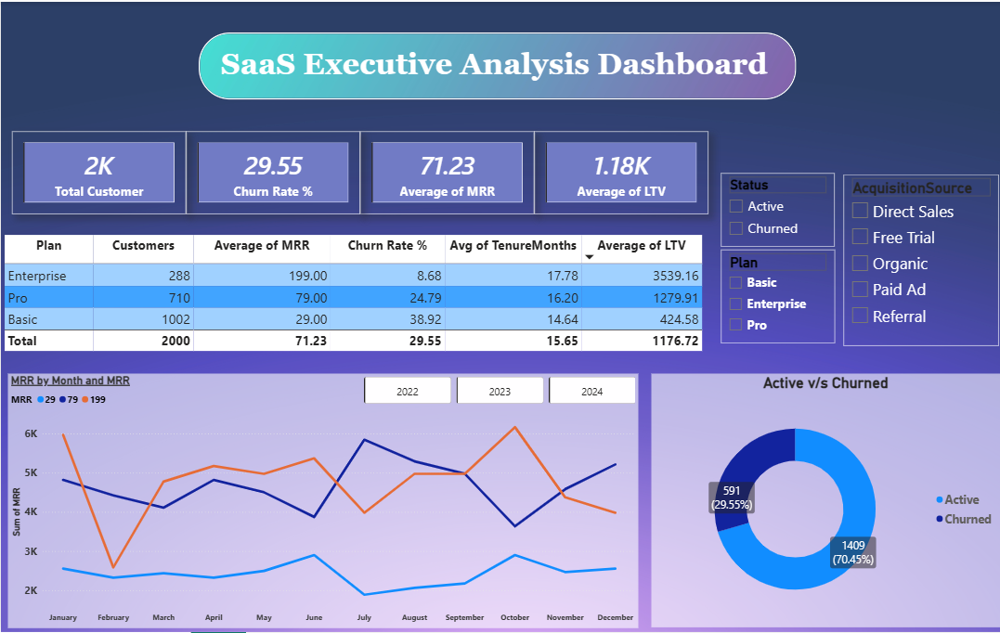 SaaS Executive Analysis Dashboard
2K
Total Customer
29.55
Churn Rate %
71.23
Average of MRR
1.18K
Average of LTV
Status
Active
Churned
Plan
Basic
Enterprise
Pro
AcquisitionSource
Direct Sales
Free Trial
Organic
Paid Ad
Referral
Plan Customers Average of MRR Churn Rate % Avg of TenureMonths Average of LTV
Enterprise 288 199.00 8.68 17.78 3539.16
Pro 710 79.00 24.79 16.20 1279.91
Basic 1002 29.00 38.92 14.64 424.58
Total 2000 71.23 29.55 15.65 1176.72
MRR by Month and MRR
MRR 29 79 199
2022 2023 2024
6K
5K
4K
3K
2K
Sum of MRR
January February March April May June July August September October November December
Active v/s Churned
591
(29.55%)
1409
(70.45%)
Active
Churned